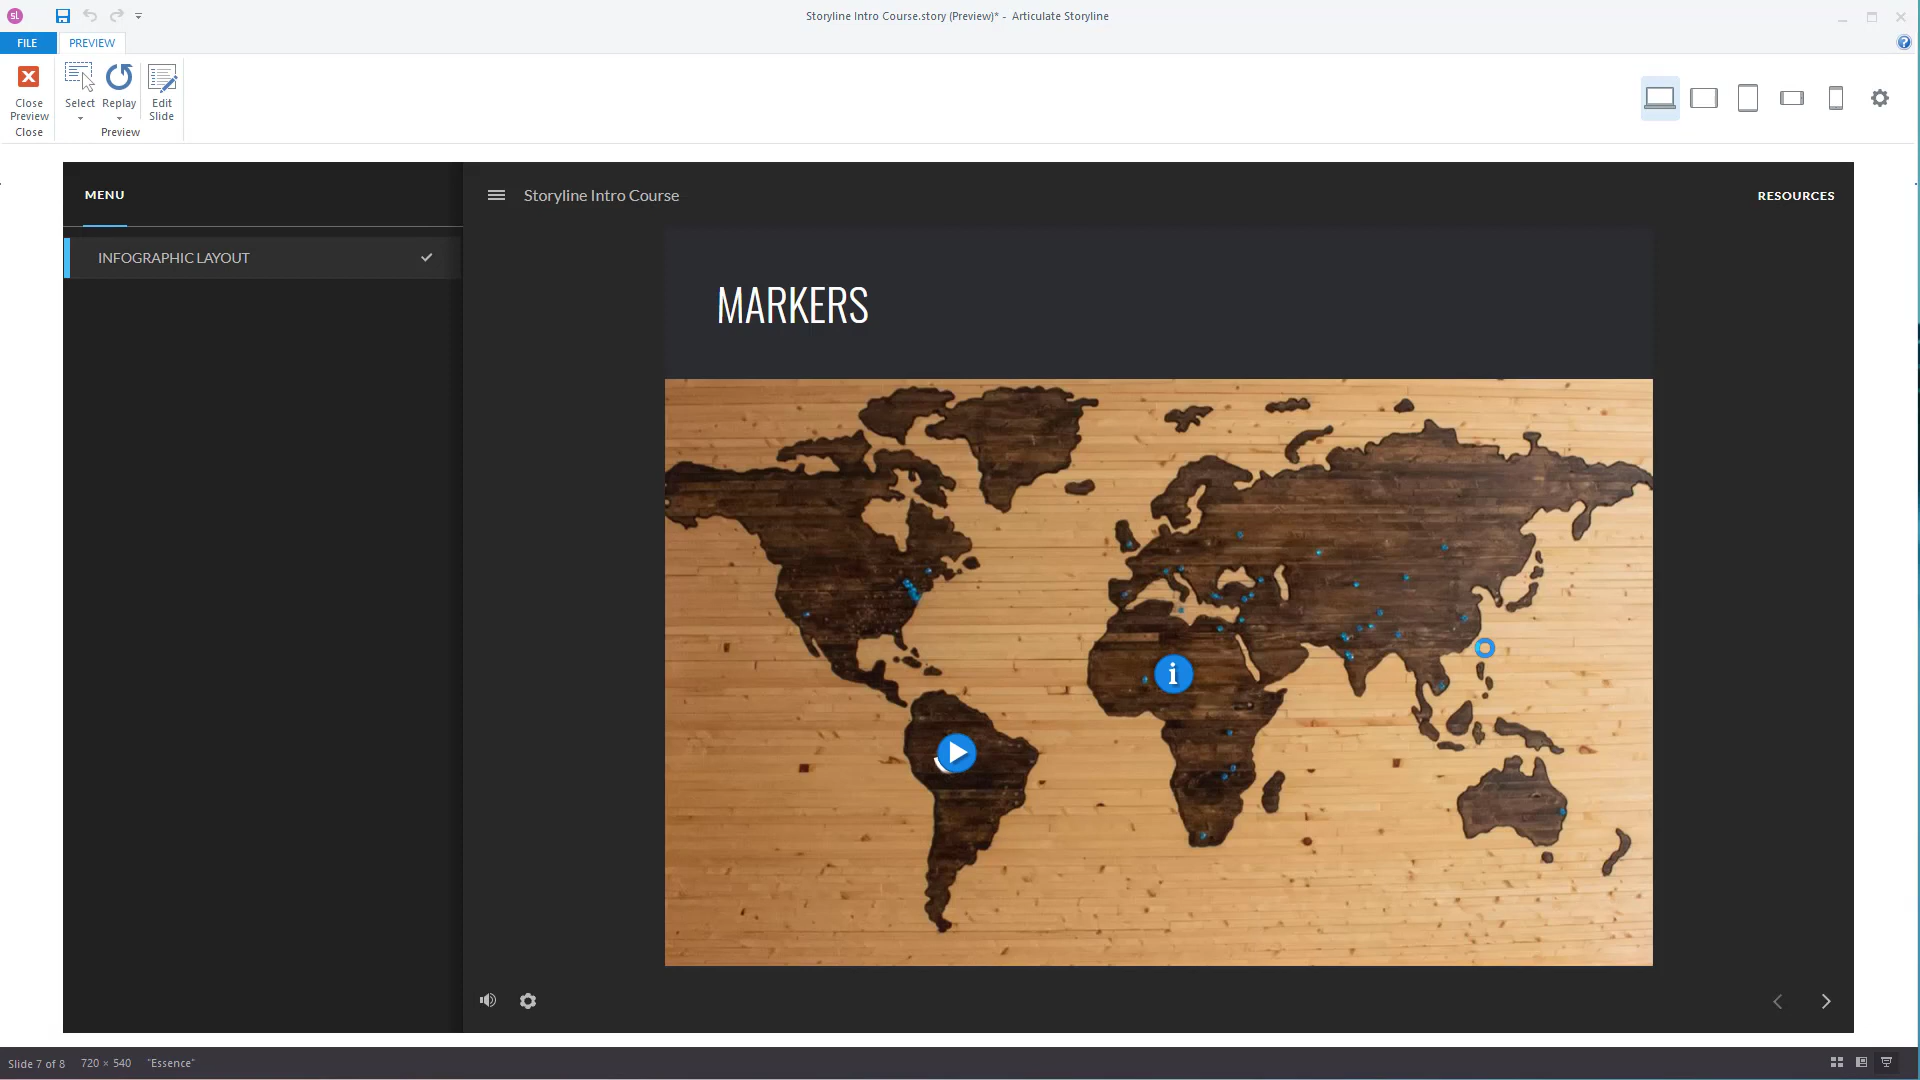 sl
Storyline Intro Course.story (Preview)* - Articulate Storyline
FILE
PREVIEW
?
Close
Preview
Select
Replay
Edit
Slide
Close
Preview
MENU
Storyline Intro Course
RESOURCES
INFOGRAPHIC LAYOUT
MARKERS
i
Slide 7 of 8
720 × 540
"Essence"